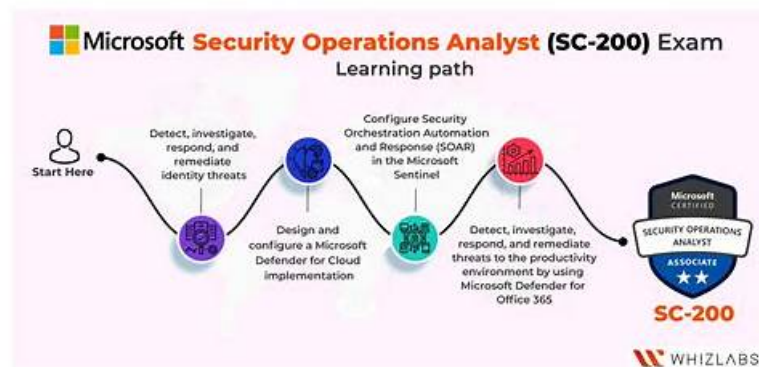 Microsoft Security Operations Analyst (SC-200) Exam
Learning path
Start Here
Detect, investigate,
respond, and
remediate
identity threats
Design and
configure a Microsoft
Defender for Cloud
implementation
Configure Security
Orchestration Automation
and Response (SOAR)
in the Microsoft
Sentinel
Detect, investigate,
respond, and remediate
threats to the productivity
environment by using
Microsoft Defender for
Office 365
Microsoft
CERTIFIED
SECURITY OPERATIONS
ANALYST
ASSOCIATE
SC-200
WHIZLABS